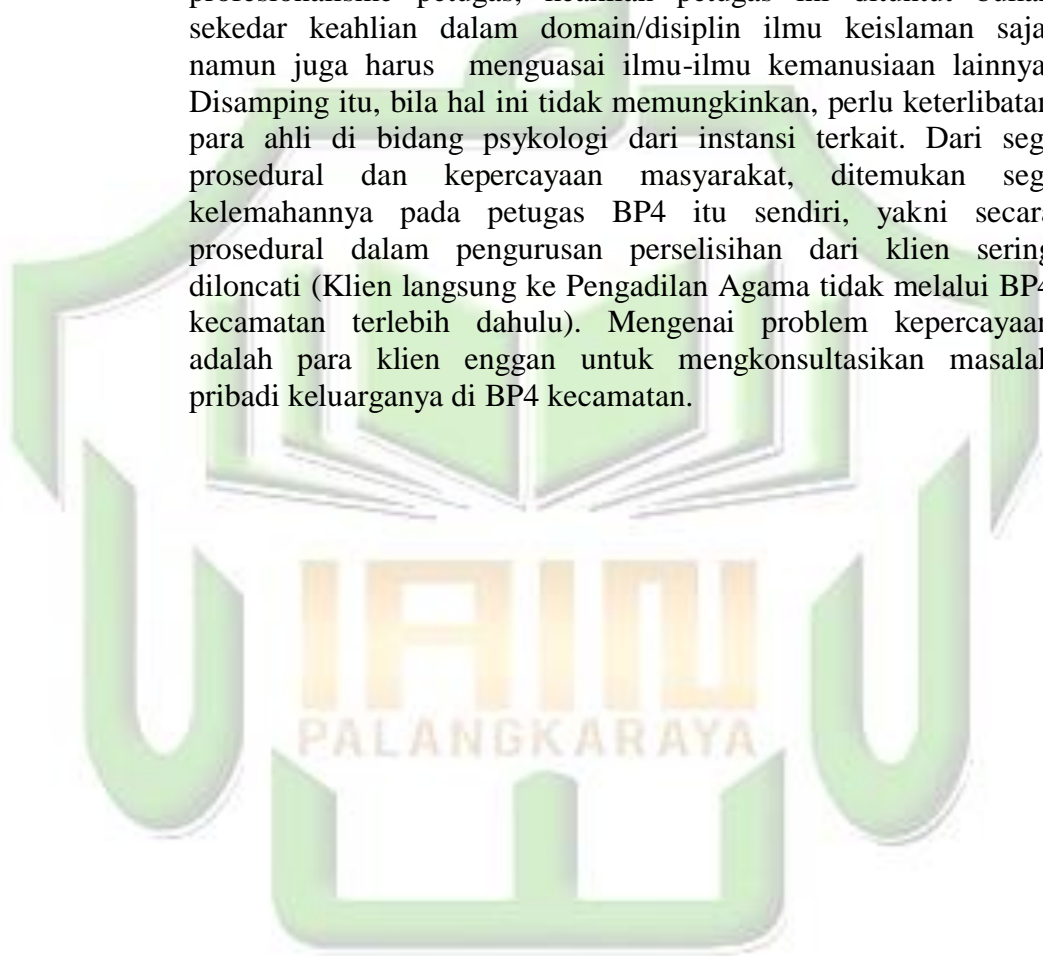 sekedar keahlian dalam domain/disiplin ilmu keislaman saja
namun juga harus menguasai ilmu-ilmu kemanusiaan lainnya
Disamping itu, bila hal ini tidak memungkinkan, perlu keterlibatan
para ahli di bidang psykologi dari instansi terkait. Dari seg
prosedural dan kepercayaan masyarakat, ditemukan seg
kelemahannya pada petugas BP4 itu sendiri, yakni secara
prosedural dalam pengurusan perselisihan dari klien sering
diloncati (Klien langsung ke Pengadilan Agama tidak melalui BP4
kecamatan terlebih dahulu). Mengenai problem kepercayaan
adalah para klien enggan untuk mengkonsultasikan masalah
pribadi keluarganya di BP4 kecamatan.
IAIN
PALANGKARAYA